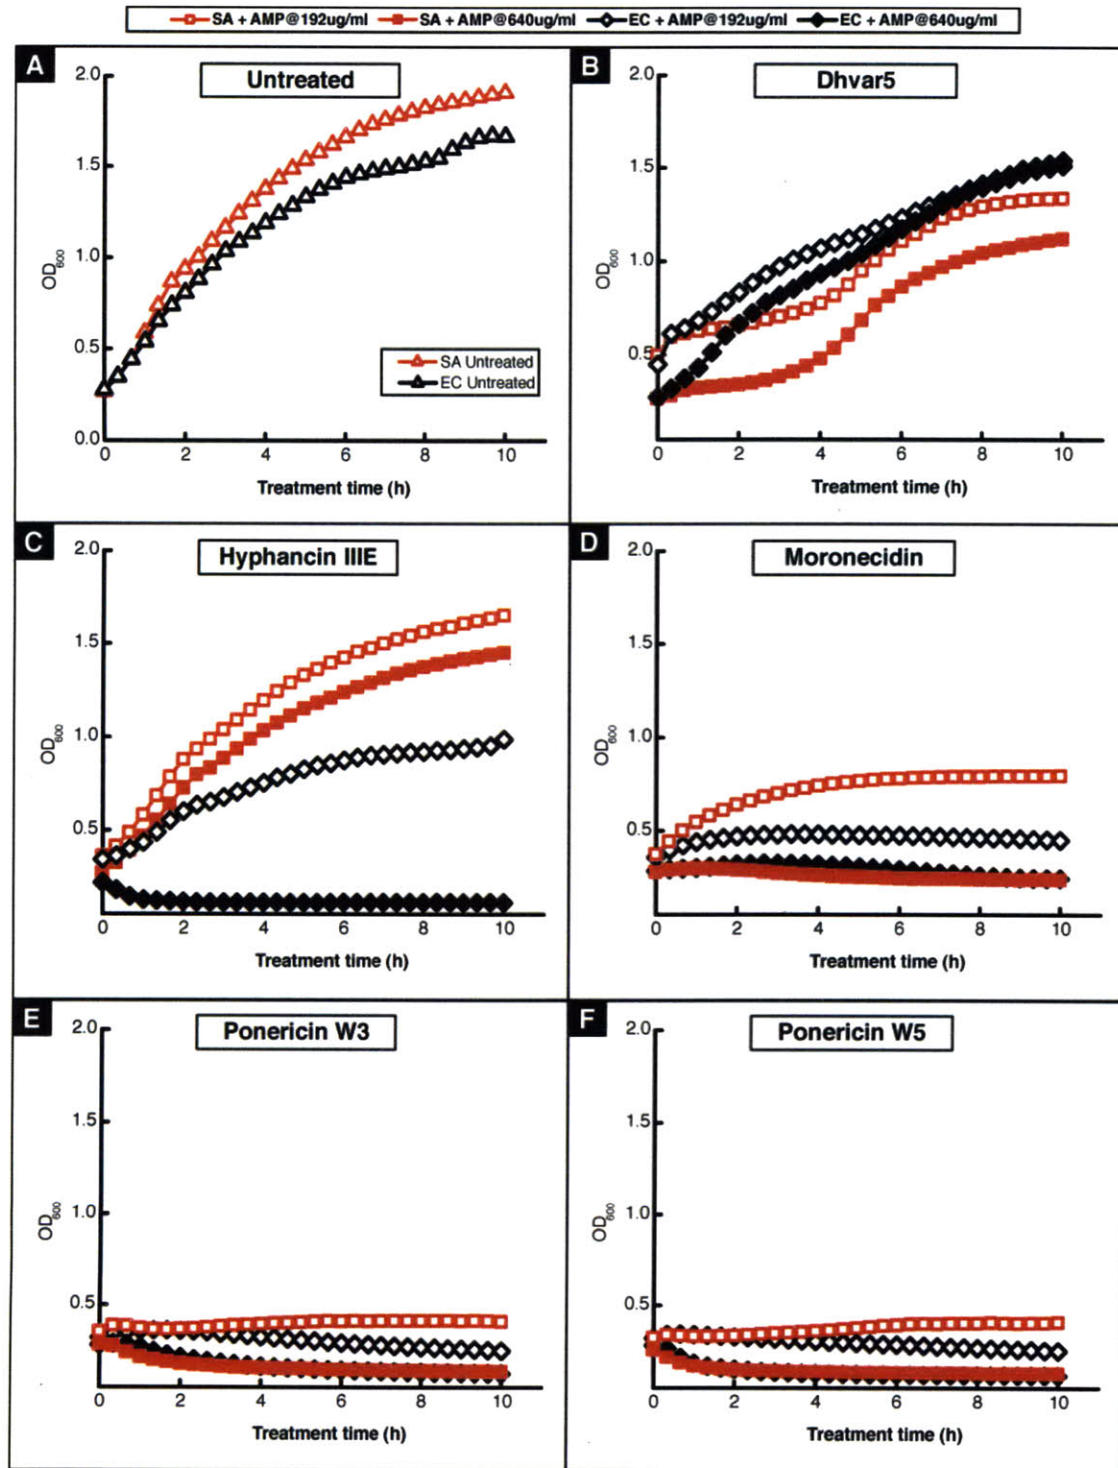 SA + AMP@192ug/ml SA + AMP@640ug/ml EC + AMP@192ug/ml EC + AMP@640ug/ml
A
Untreated
2.0
1.5
1.0
0.5
0.0
OD600
SA Untreated
EC Untreated
0 2 4 6 8 10
Treatment time (h)
B
Dhvar5
2.0
1.5
1.0
0.5
OD600
0 2 4 6 8 10
Treatment time (h)
C
Hyphancin IIIE
2.0
1.5
1.0
0.5
OD600
0 2 4 6 8 10
Treatment time (h)
D
Moronecidin
2.0
1.5
1.0
0.5
OD600
0 2 4 6 8 10
Treatment time (h)
E
Ponericin W3
2.0
1.5
1.0
0.5
OD600
0 2 4 6 8 10
Treatment time (h)
F
Ponericin W5
2.0
1.5
1.0
0.5
OD600
0 2 4 6 8 10
Treatment time (h)